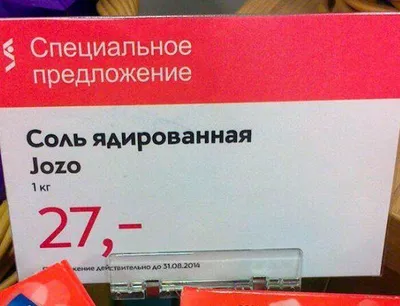 Специальное
предложение
Соль ядированная
Jozo
1 кг
27,–
действительно до 31.08.2014